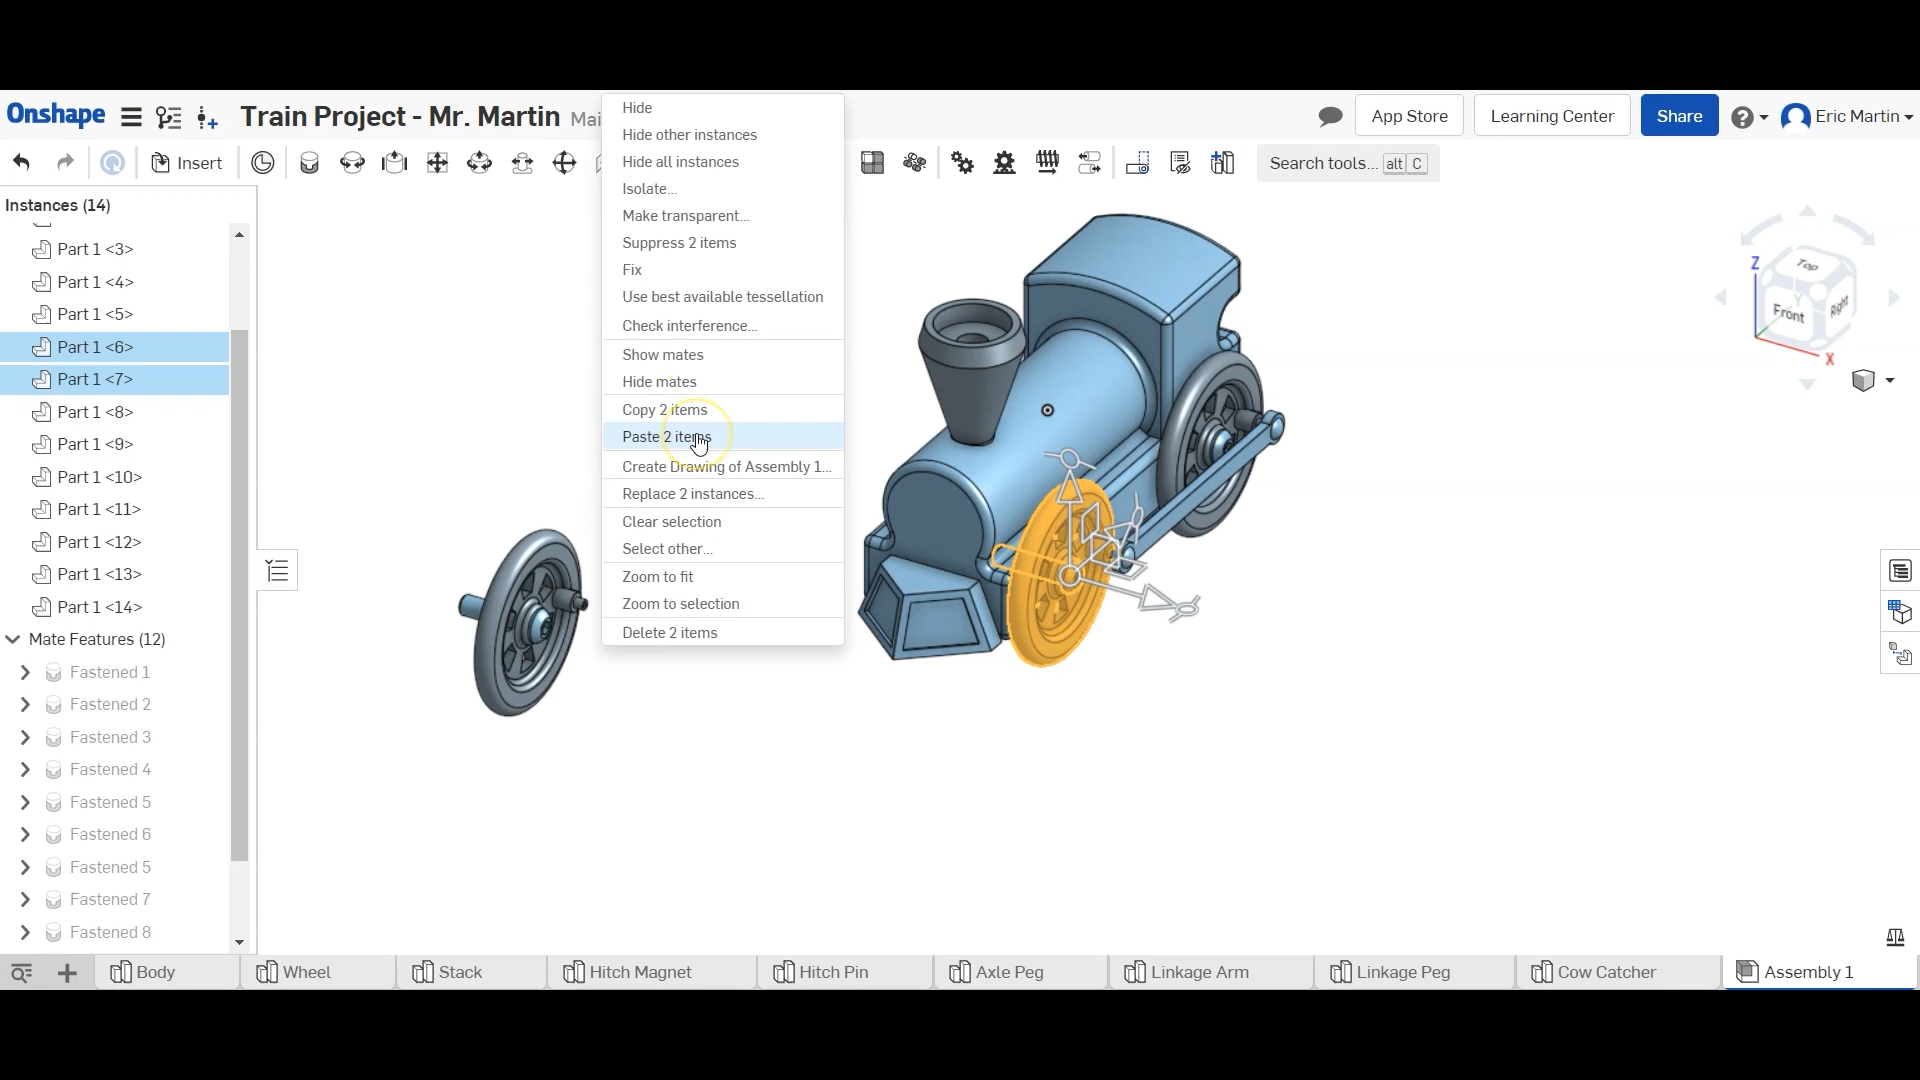 Onshape
Train Project - Mr. Martin
App Store
Learning Center
Share
Eric Martin
Insert
Search tools...
alt
C
Instances (14)
Part 1 <3>
Part 1 <4>
Part 1 <5>
Part 1 <6>
Part 1 <7>
Part 1 <8>
Part 1 <9>
Part 1 <10>
Part 1 <11>
Part 1 <12>
Part 1 <13>
Part 1 <14>
Mate Features (12)
Fastened 1
Fastened 2
Fastened 3
Fastened 4
Fastened 5
Fastened 6
Fastened 5
Fastened 7
Fastened 8
Hide
Hide other instances
Hide all instances
Isolate...
Make transparent...
Suppress 2 items
Fix
Use best available tessellation
Check interference...
Show mates
Hide mates
Copy 2 items
Paste 2 items
Create Drawing of Assembly 1...
Replace 2 instances...
Clear selection
Select other...
Zoom to fit
Zoom to selection
Delete 2 items
Z
Top
Y
Front
Right
X
Body
Wheel
Stack
Hitch Magnet
Hitch Pin
Axle Peg
Linkage Arm
Linkage Peg
Cow Catcher
Assembly 1